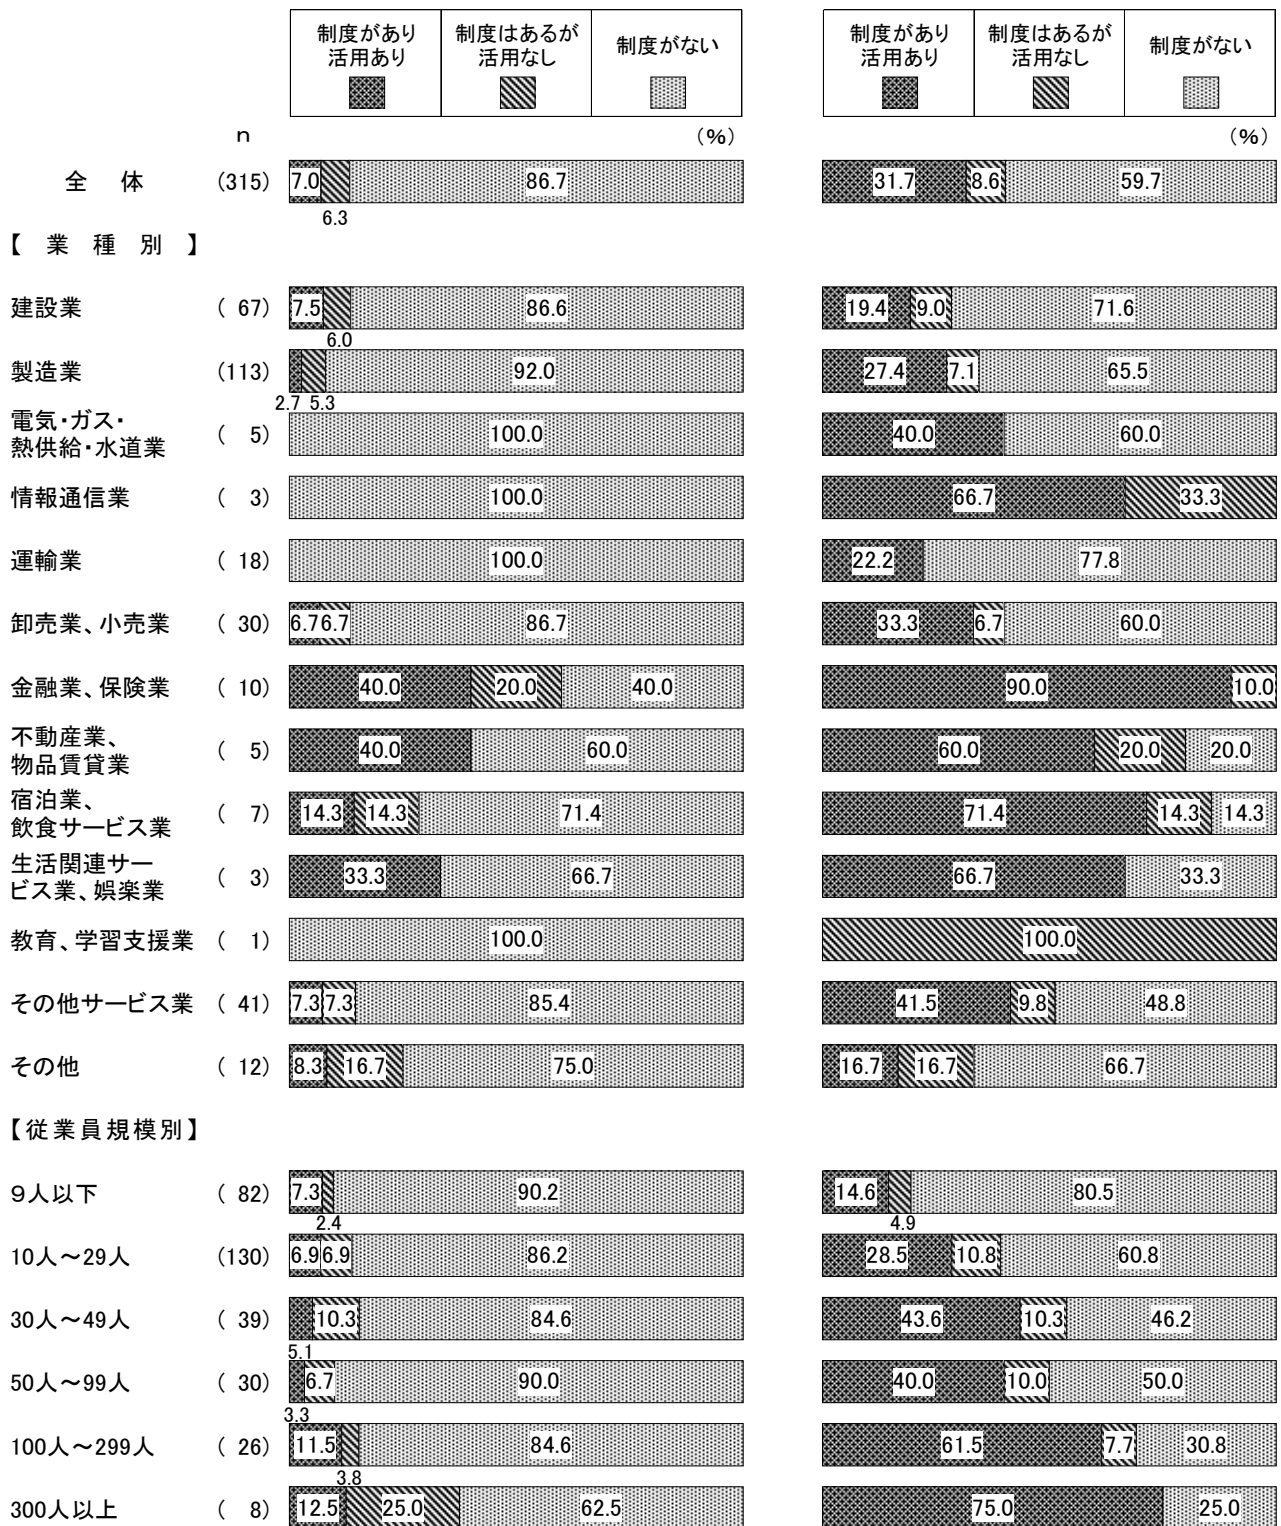 制度があり 制度はあるが 制度がない 制度があり 制度はあるが 制度がない
活用あり 活用なし 活用あり 活用なし
n (%) (%)
全 体 (315) 7.0 86.7 31.7 8.6 59.7
6.3
【 業 種 別 】
建設業 ( 67) 7.5 86.6 19.4 9.0 71.6
6.0
製造業 (113) 92.0 27.4 7.1 65.5
2.7 5.3
電気・ガス・
熱供給・水道業 ( 5) 100.0 40.0 60.0
情報通信業 ( 3) 100.0 66.7 33.3
運輸業 ( 18) 100.0 22.2 77.8
卸売業、小売業 ( 30) 6.7 6.7 86.7 33.3 6.7 60.0
金融業、保険業 ( 10) 40.0 20.0 40.0 90.0 10.0
不動産業、
物品賃貸業 ( 5) 40.0 60.0 60.0 20.0 20.0
宿泊業、
飲食サービス業 ( 7) 14.3 14.3 71.4 71.4 14.3 14.3
生活関連サー
ビス業、娯楽業 ( 3) 33.3 66.7 66.7 33.3
教育、学習支援業 ( 1) 100.0 100.0
その他サービス業 ( 41) 7.3 7.3 85.4 41.5 9.8 48.8
その他 ( 12) 8.3 16.7 75.0 16.7 16.7 66.7
【従業員規模別】
9人以下 ( 82) 7.3 90.2 14.6 80.5
2.4 4.9
10人～29人 (130) 6.9 6.9 86.2 28.5 10.8 60.8
30人～49人 ( 39) 10.3 84.6 43.6 10.3 46.2
5.1
50人～99人 ( 30) 6.7 90.0 40.0 10.0 50.0
3.3
100人～299人 ( 26) 11.5 84.6 61.5 7.7 30.8
3.8
300人以上 ( 8) 12.5 25.0 62.5 75.0 25.0